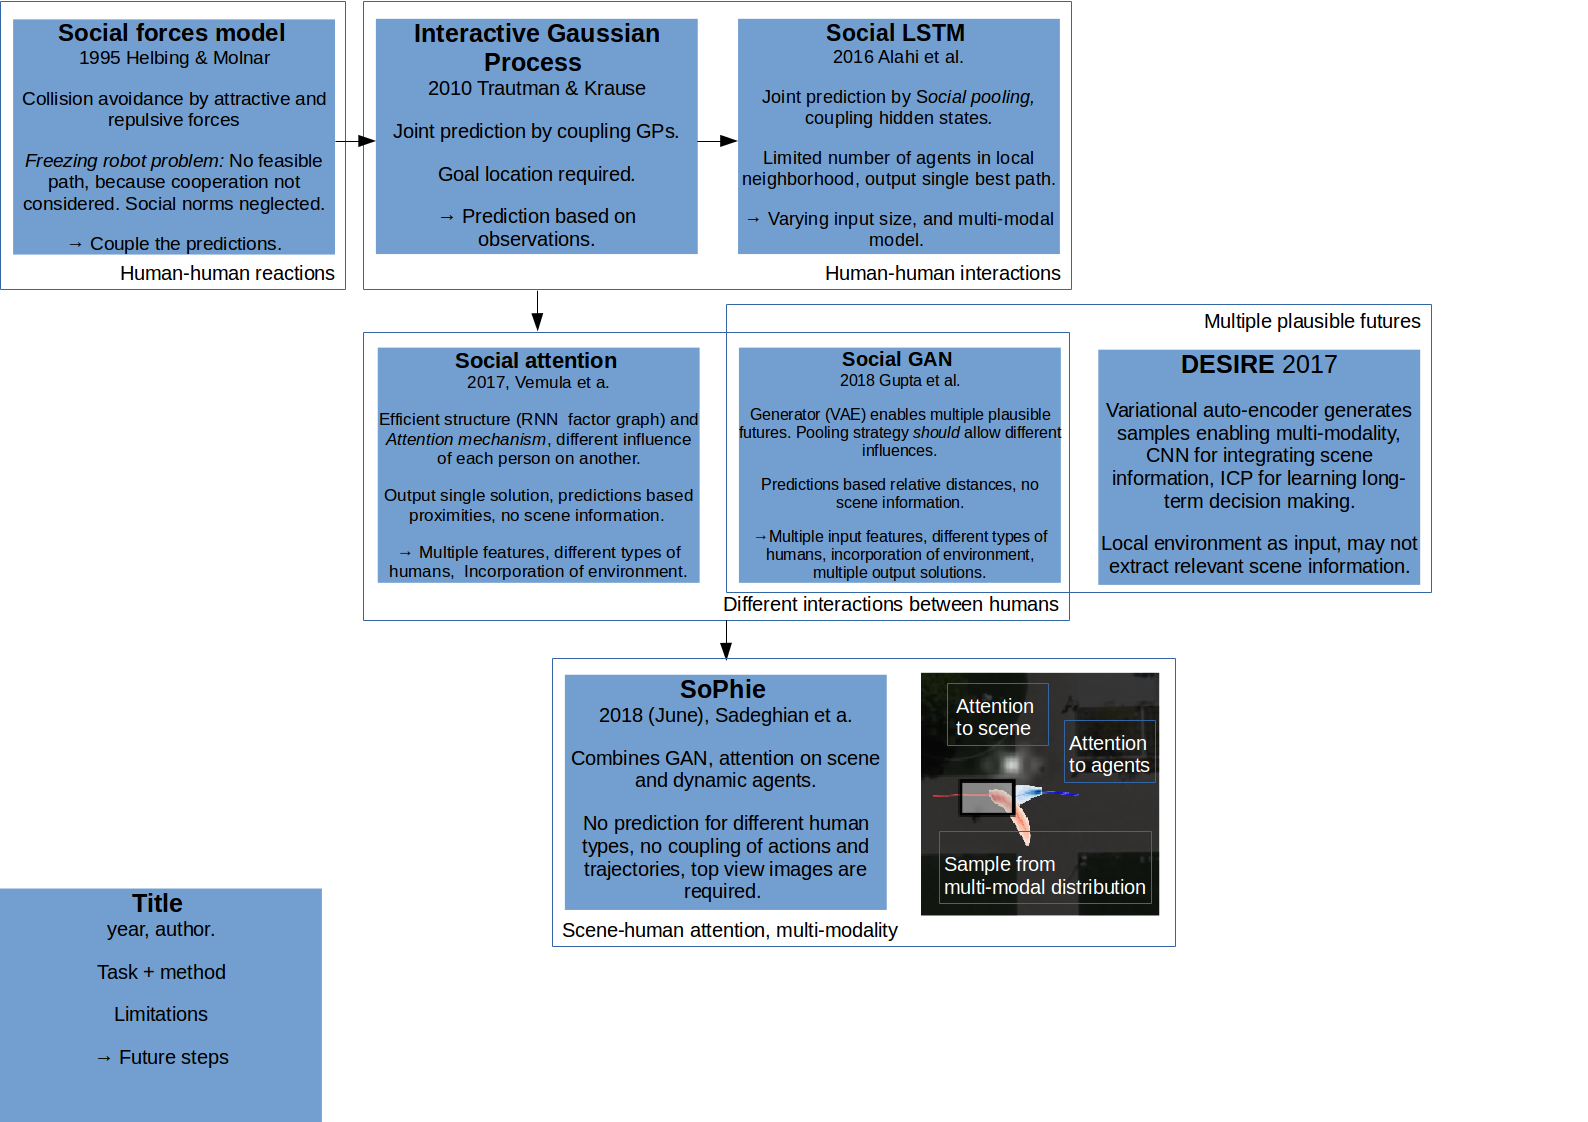 Social forces model
1995 Helbing & Molnar
Collision avoidance by attractive and
repulsive forces
Freezing robot problem: No feasible
path, because cooperation not
considered. Social norms neglected.
→ Couple the predictions.
Human-human reactions
Interactive Gaussian
Process
2010 Trautman & Krause
Joint prediction by coupling GPs.
Goal location required.
→ Prediction based on
observations.
Social LSTM
2016 Alahi et al.
Joint prediction by Social pooling,
coupling hidden states.
Limited number of agents in local
neighborhood, output single best path.
→ Varying input size, and multi-modal
model.
Human-human interactions
Social attention
2017, Vemula et a.
Efficient structure (RNN factor graph) and
Attention mechanism, different influence
of each person on another.
Output single solution, predictions based
proximities, no scene information.
→ Multiple features, different types of
humans, Incorporation of environment.
Social GAN
2018 Gupta et al.
Generator (VAE) enables multiple plausible
futures. Pooling strategy should allow different
influences.
Predictions based relative distances, no
scene information.
→Multiple input features, different types of
humans, incorporation of environment,
multiple output solutions.
Different interactions between humans
Multiple plausible futures
DESIRE 2017
Variational auto-encoder generates
samples enabling multi-modality,
CNN for integrating scene
information, ICP for learning long-
term decision making.
Local environment as input, may not
extract relevant scene information.
SoPhie
2018 (June), Sadeghian et a.
Combines GAN, attention on scene
and dynamic agents.
No prediction for different human
types, no coupling of actions and
trajectories, top view images are
required.
Scene-human attention, multi-modality
Attention
to scene
Attention
to agents
Sample from
multi-modal distribution
Title
year, author.
Task + method
Limitations
→ Future steps